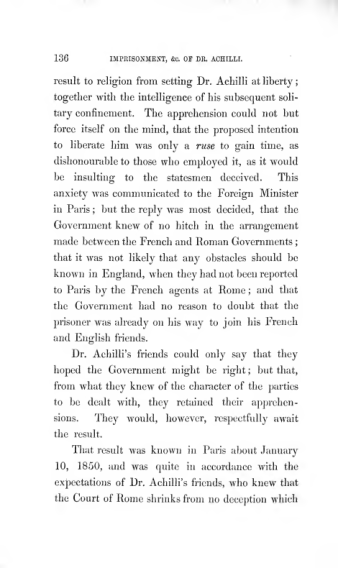 136 IMPRISONMENT, &c. OF DR. ACHILLI.
result to religion from setting Dr. Achilli at liberty;
together with the intelligence of his subsequent soli-
tary confinement. The apprehension could not but
force itself on the mind, that the proposed intention
to liberate him was only a ruse to gain time, as
dishonourable to those who employed it, as it would
be insulting to the statesmen deceived. This
anxiety was communicated to the Foreign Minister
in Paris; but the reply was most decided, that the
Government knew of no hitch in the arrangement
made between the French and Roman Governments;
that it was not likely that any obstacles should be
known in England, when they had not been reported
to Paris by the French agents at Rome; and that
the Government had no reason to doubt that the
prisoner was already on his way to join his French
and English friends.
Dr. Achilli's friends could only say that they
hoped the Government might be right; but that,
from what they knew of the character of the parties
to be dealt with, they retained their apprehen-
sions. They would, however, respectfully await
the result.
That result was known in Paris about January
10, 1850, and was quite in accordance with the
expectations of Dr. Achilli's friends, who knew that
the Court of Rome shrinks from no deception which